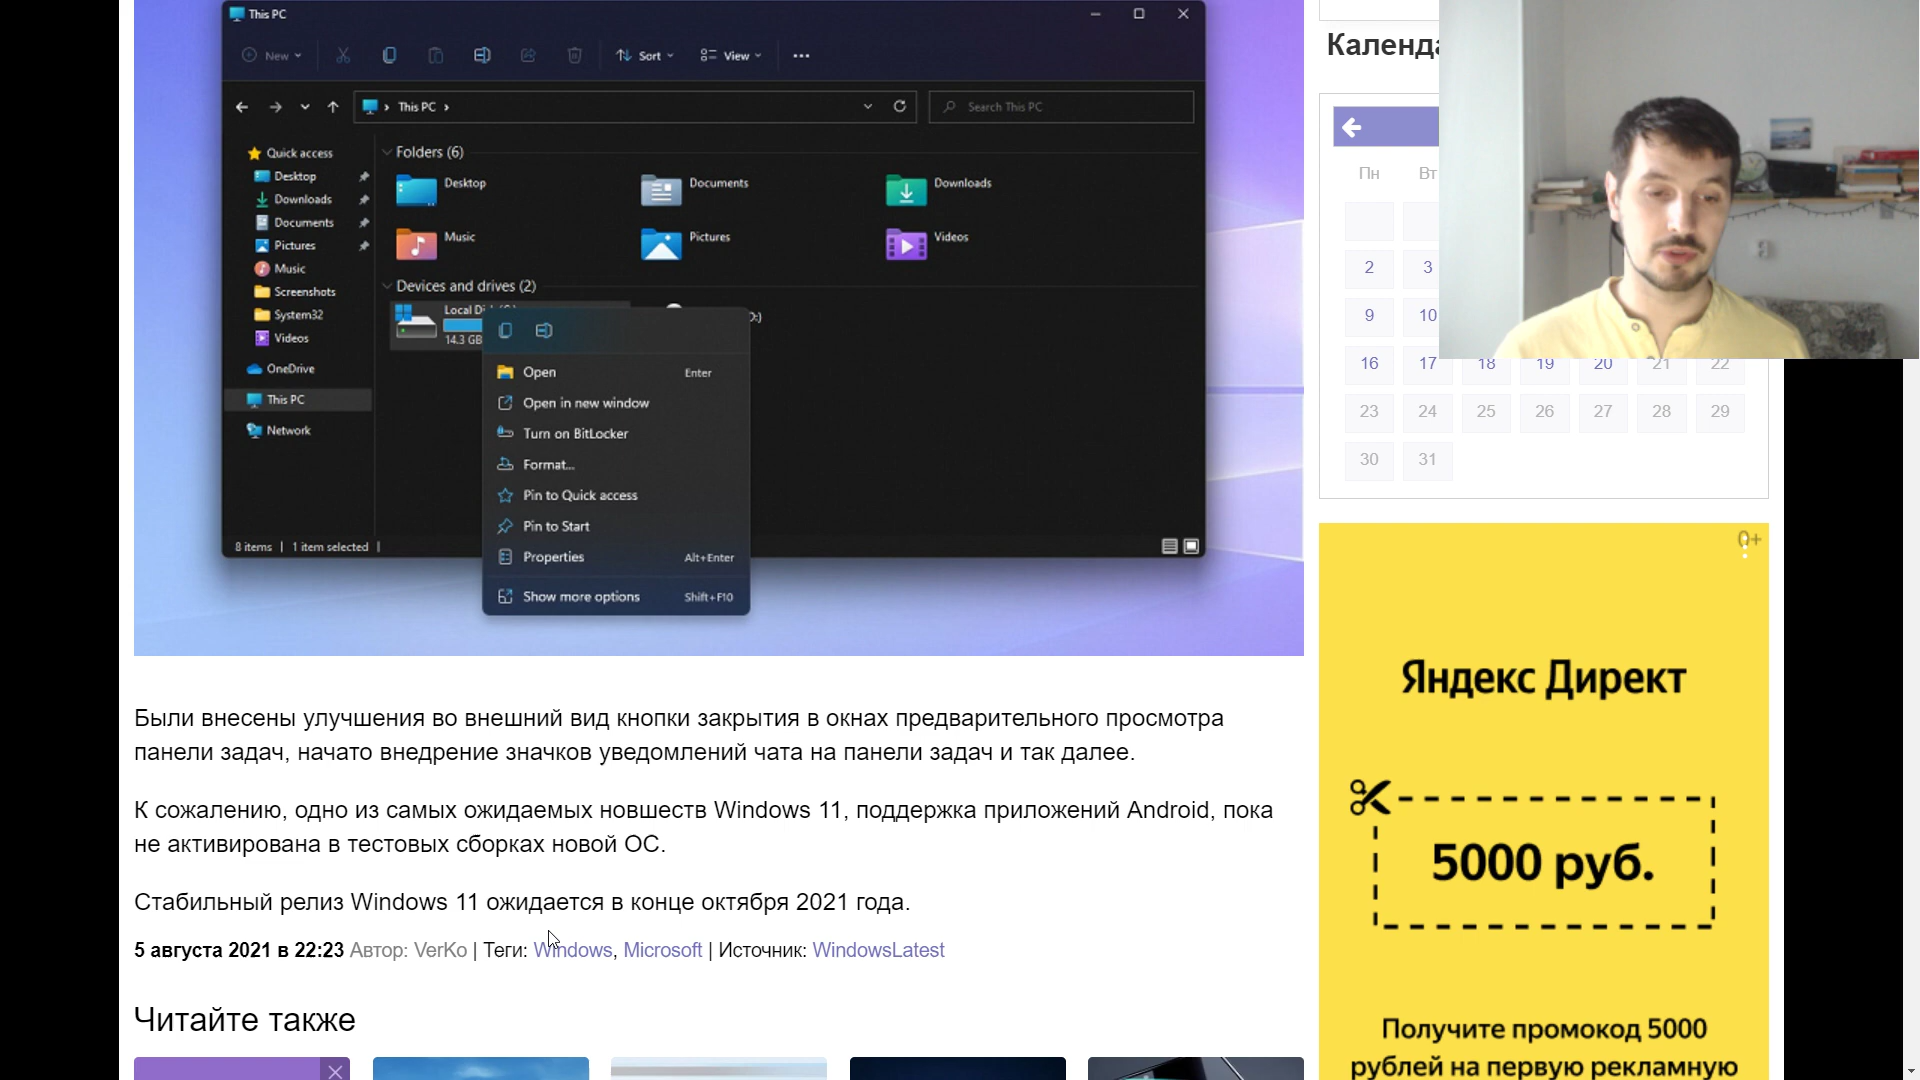 This PC
New
Sort
View
This PC
Search This PC
Quick access
Desktop
Downloads
Documents
Pictures
Music
Screenshots
System32
Videos
OneDrive
This PC
Network
Folders (6)
Desktop
Documents
Downloads
Music
Pictures
Videos
Devices and drives (2)
Local
14.3 GB
Open Enter
Open in new window
Turn on BitLocker
Format...
Pin to Quick access
Pin to Start
Properties Alt+Enter
Show more options Shift+F10
8 items | 1 item selected |
Были внесены улучшения во внешний вид кнопки закрытия в окнах предварительного просмотра
панели задач, начато внедрение значков уведомлений чата на панели задач и так далее.
К сожалению, одно из самых ожидаемых новшеств Windows 11, поддержка приложений Android, пока
не активирована в тестовых сборках новой ОС.
Стабильный релиз Windows 11 ожидается в конце октября 2021 года.
5 августа 2021 в 22:23 Автор: VerKo | Теги: Windows, Microsoft | Источник: WindowsLatest
Читайте также
Календа
Пн Вт
2 3
9 10
16 17 18 19 20 21 22
23 24 25 26 27 28 29
30 31
0+
Яндекс Директ
5000 руб.
Получите промокод 5000
рублей на первую рекламную